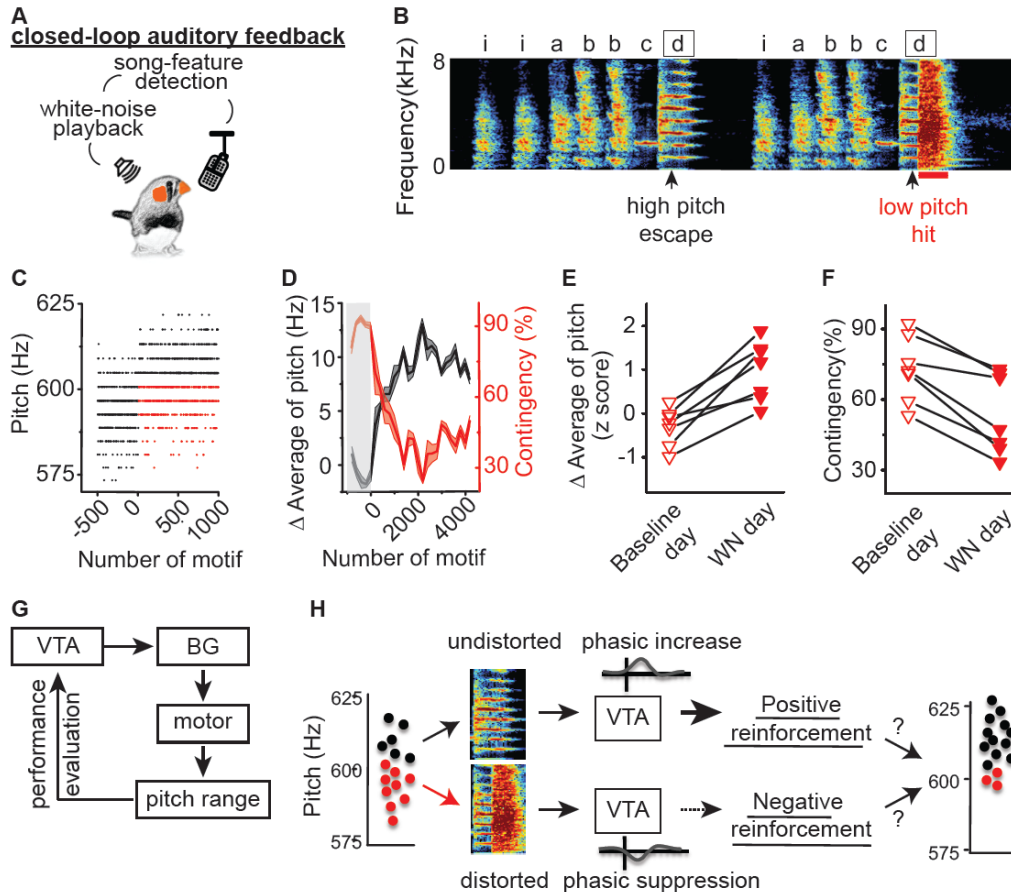 A
closed-loop auditory feedback
song-feature
detection
white-noise
playback
B
i i a b b c d i a b b c d
8
Frequency(kHz)
0
high pitch
escape
low pitch
hit
C
625
600
575
Pitch (Hz)
-500 0 500 1000
Number of motif
D
15
10
5
0
Δ Average of pitch (Hz)
90
60
30
Contingency (%)
0 2000 4000
Number of motif
E
2
1
0
-1
Δ Average of pitch
(z score)
Baseline
day
WN day
F
90
60
30
Contingency(%)
Baseline
day
WN day
G
VTA
BG
motor
pitch range
performance
evaluation
H
undistorted
phasic increase
625
600
575
Pitch (Hz)
VTA
Positive
reinforcement
?
VTA
Negative
reinforcement
?
distorted
phasic suppression
625
600
575